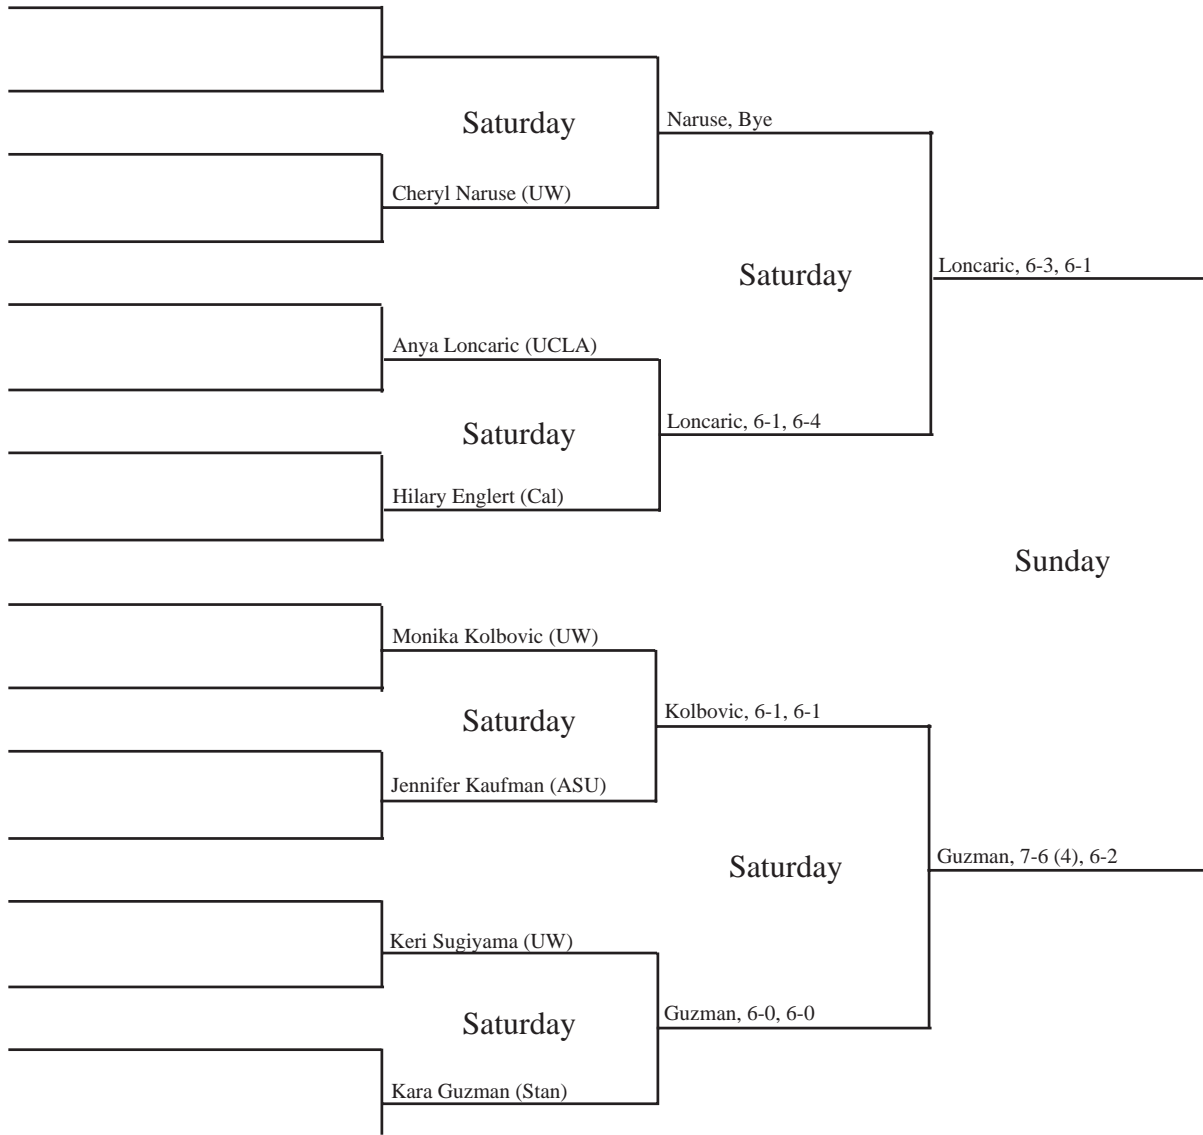 Saturday
Naruse, Bye
Cheryl Naruse (UW)
Saturday
Loncaric, 6-3, 6-1
Anya Loncaric (UCLA)
Saturday
Loncaric, 6-1, 6-4
Hilary Englert (Cal)
Sunday
Monika Kolbovic (UW)
Saturday
Kolbovic, 6-1, 6-1
Jennifer Kaufman (ASU)
Saturday
Guzman, 7-6 (4), 6-2
Keri Sugiyama (UW)
Saturday
Guzman, 6-0, 6-0
Kara Guzman (Stan)